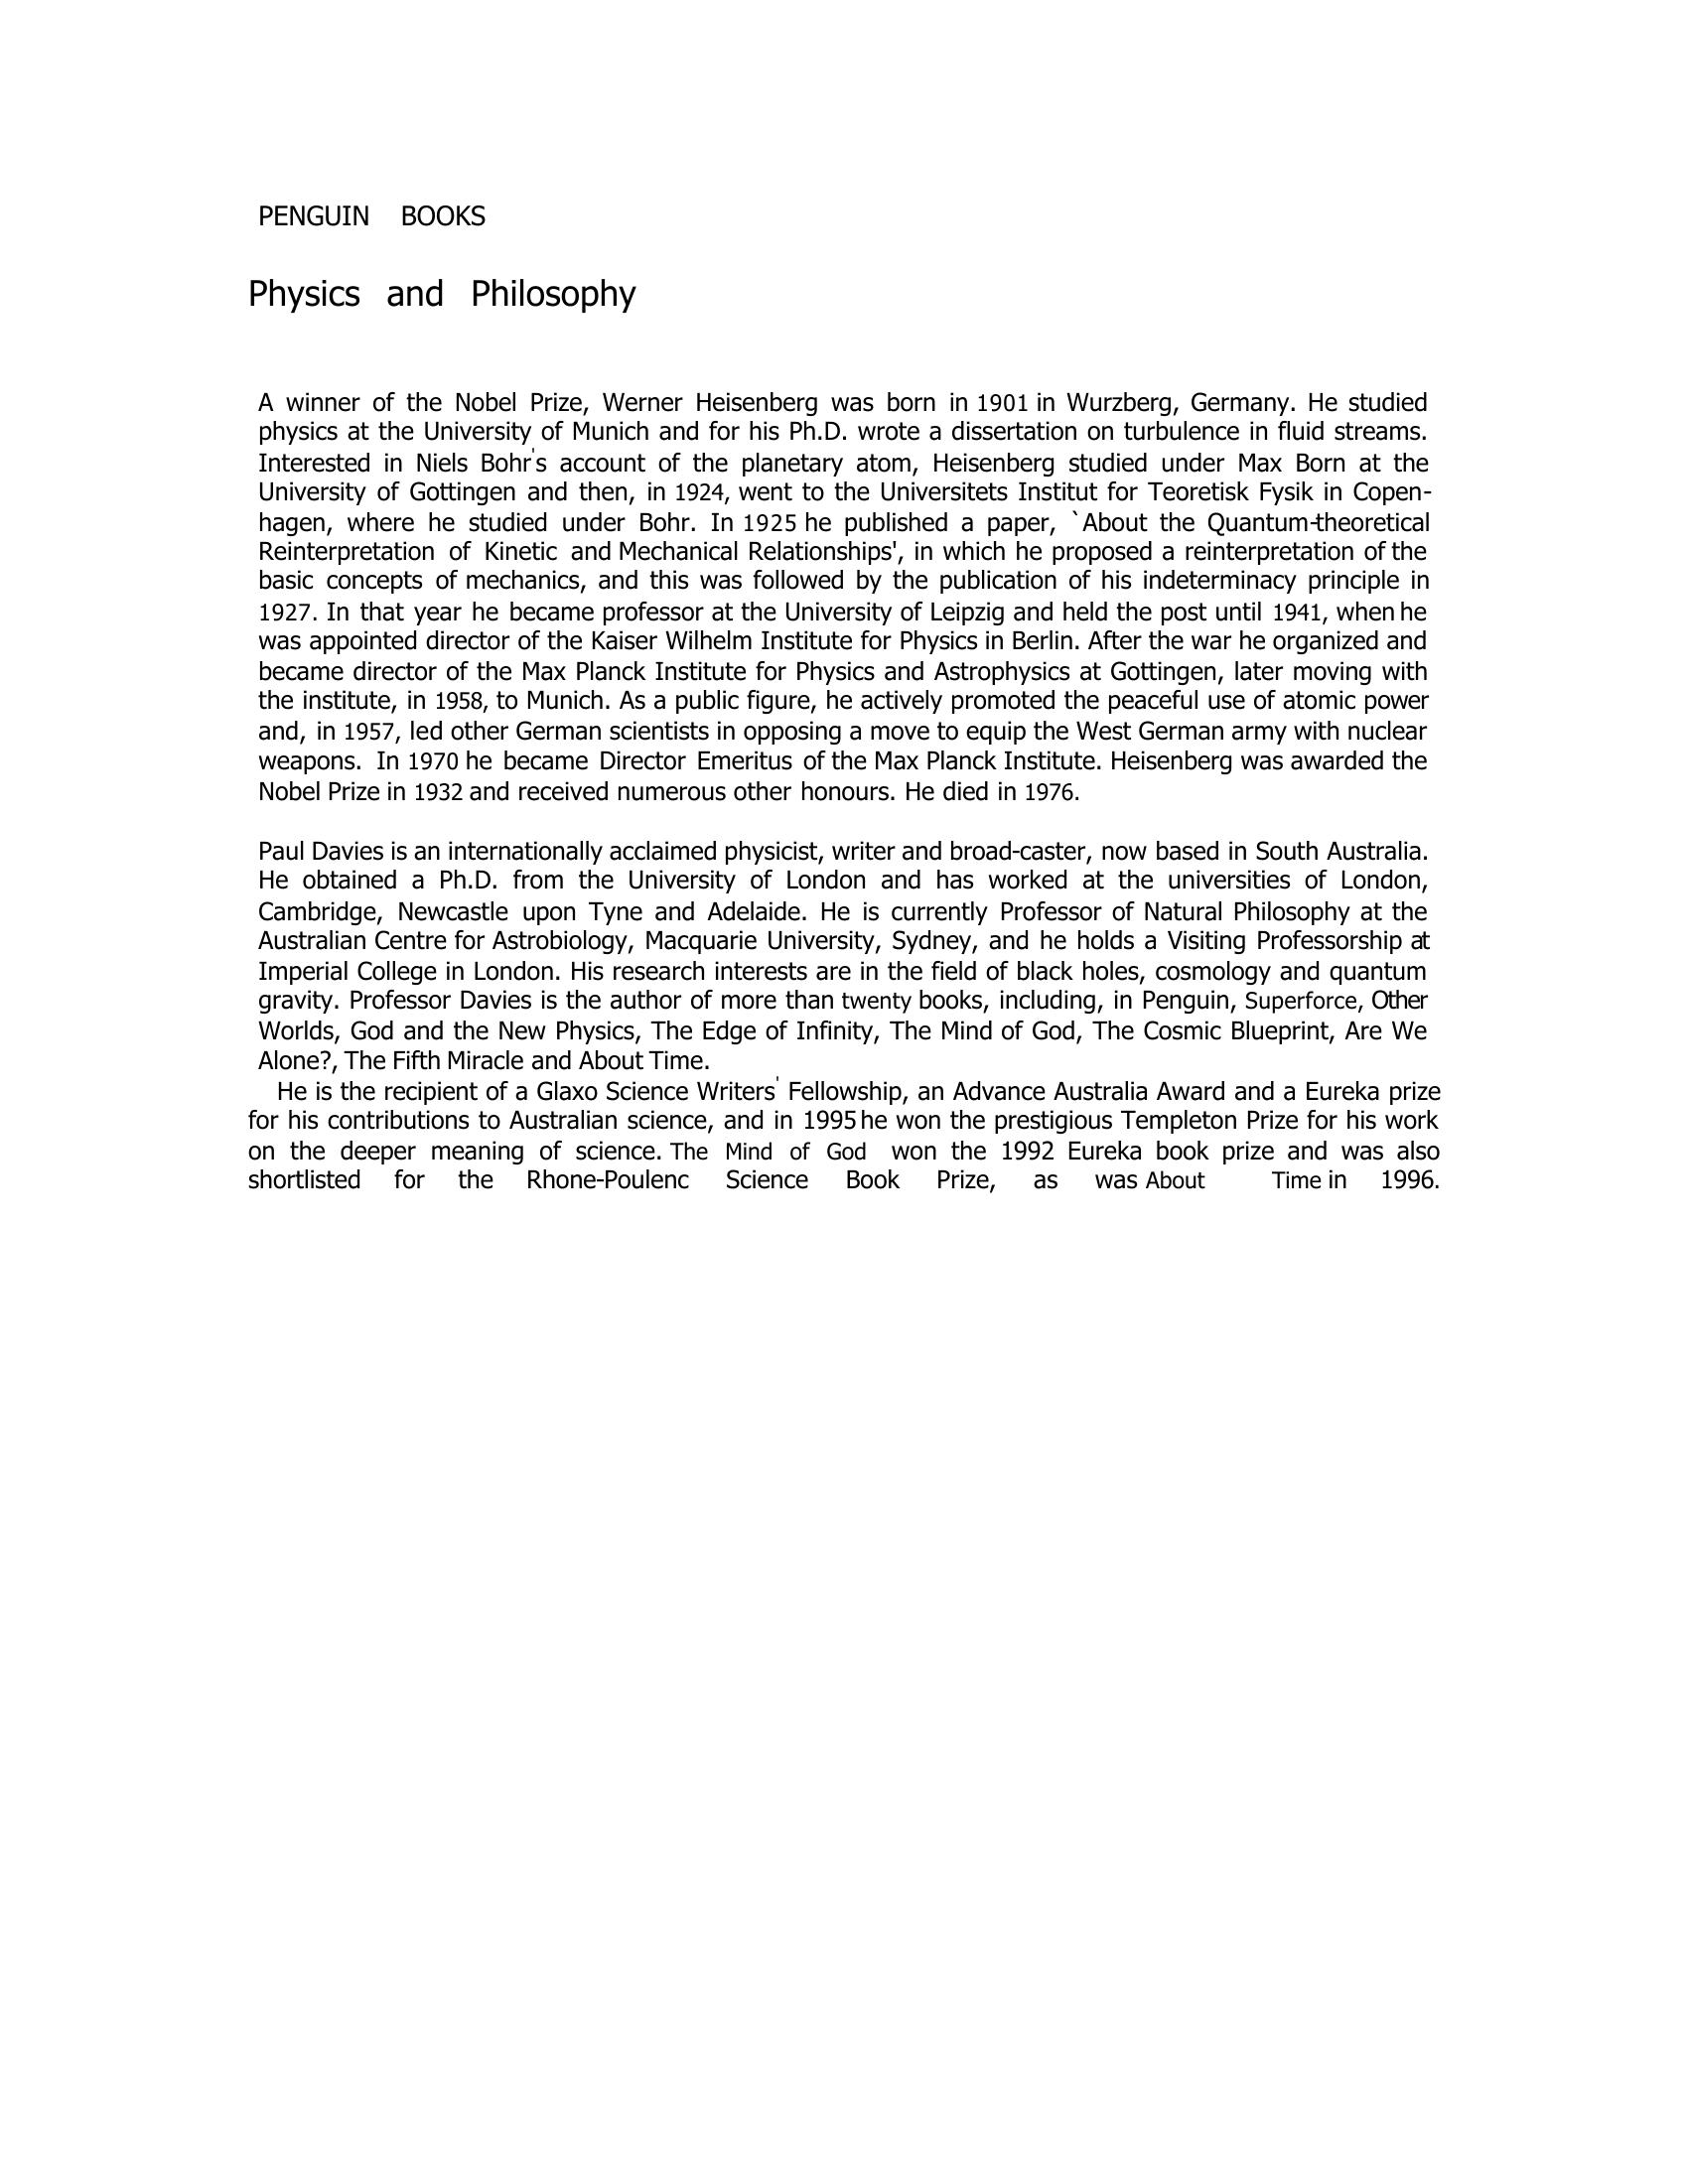 PENGUIN BOOKS
Physics and Philosophy
A winner of the Nobel Prize, Werner Heisenberg was born in 1901 in Wurzberg, Germany. He studied
physics at the University of Munich and for his Ph.D. wrote a dissertation on turbulence in fluid streams.
Interested in Niels Bohr's account of the planetary atom, Heisenberg studied under Max Born at the
University of Gottingen and then, in 1924, went to the Universitets Institut for Teoretisk Fysik in Copen-
hagen, where he studied under Bohr. In 1925 he published a paper, `About the Quantum-theoretical
Reinterpretation of Kinetic and Mechanical Relationships', in which he proposed a reinterpretation of the
basic concepts of mechanics, and this was followed by the publication of his indeterminacy principle in
1927. In that year he became professor at the University of Leipzig and held the post until 1941, when he
was appointed director of the Kaiser Wilhelm Institute for Physics in Berlin. After the war he organized and
became director of the Max Planck Institute for Physics and Astrophysics at Gottingen, later moving with
the institute, in 1958, to Munich. As a public figure, he actively promoted the peaceful use of atomic power
and, in 1957, led other German scientists in opposing a move to equip the West German army with nuclear
weapons. In 1970 he became Director Emeritus of the Max Planck Institute. Heisenberg was awarded the
Nobel Prize in 1932 and received numerous other honours. He died in 1976.
Paul Davies is an internationally acclaimed physicist, writer and broad-caster, now based in South Australia.
He obtained a Ph.D. from the University of London and has worked at the universities of London,
Cambridge, Newcastle upon Tyne and Adelaide. He is currently Professor of Natural Philosophy at the
Australian Centre for Astrobiology, Macquarie University, Sydney, and he holds a Visiting Professorship at
Imperial College in London. His research interests are in the field of black holes, cosmology and quantum
gravity. Professor Davies is the author of more than twenty books, including, in Penguin, Superforce, Other
Worlds, God and the New Physics, The Edge of Infinity, The Mind of God, The Cosmic Blueprint, Are We
Alone?, The Fifth Miracle and About Time.
He is the recipient of a Glaxo Science Writers' Fellowship, an Advance Australia Award and a Eureka prize
for his contributions to Australian science, and in 1995 he won the prestigious Templeton Prize for his work
on the deeper meaning of science. The Mind of God won the 1992 Eureka book prize and was also
shortlisted for the Rhone-Poulenc Science Book Prize, as was About Time in 1996.